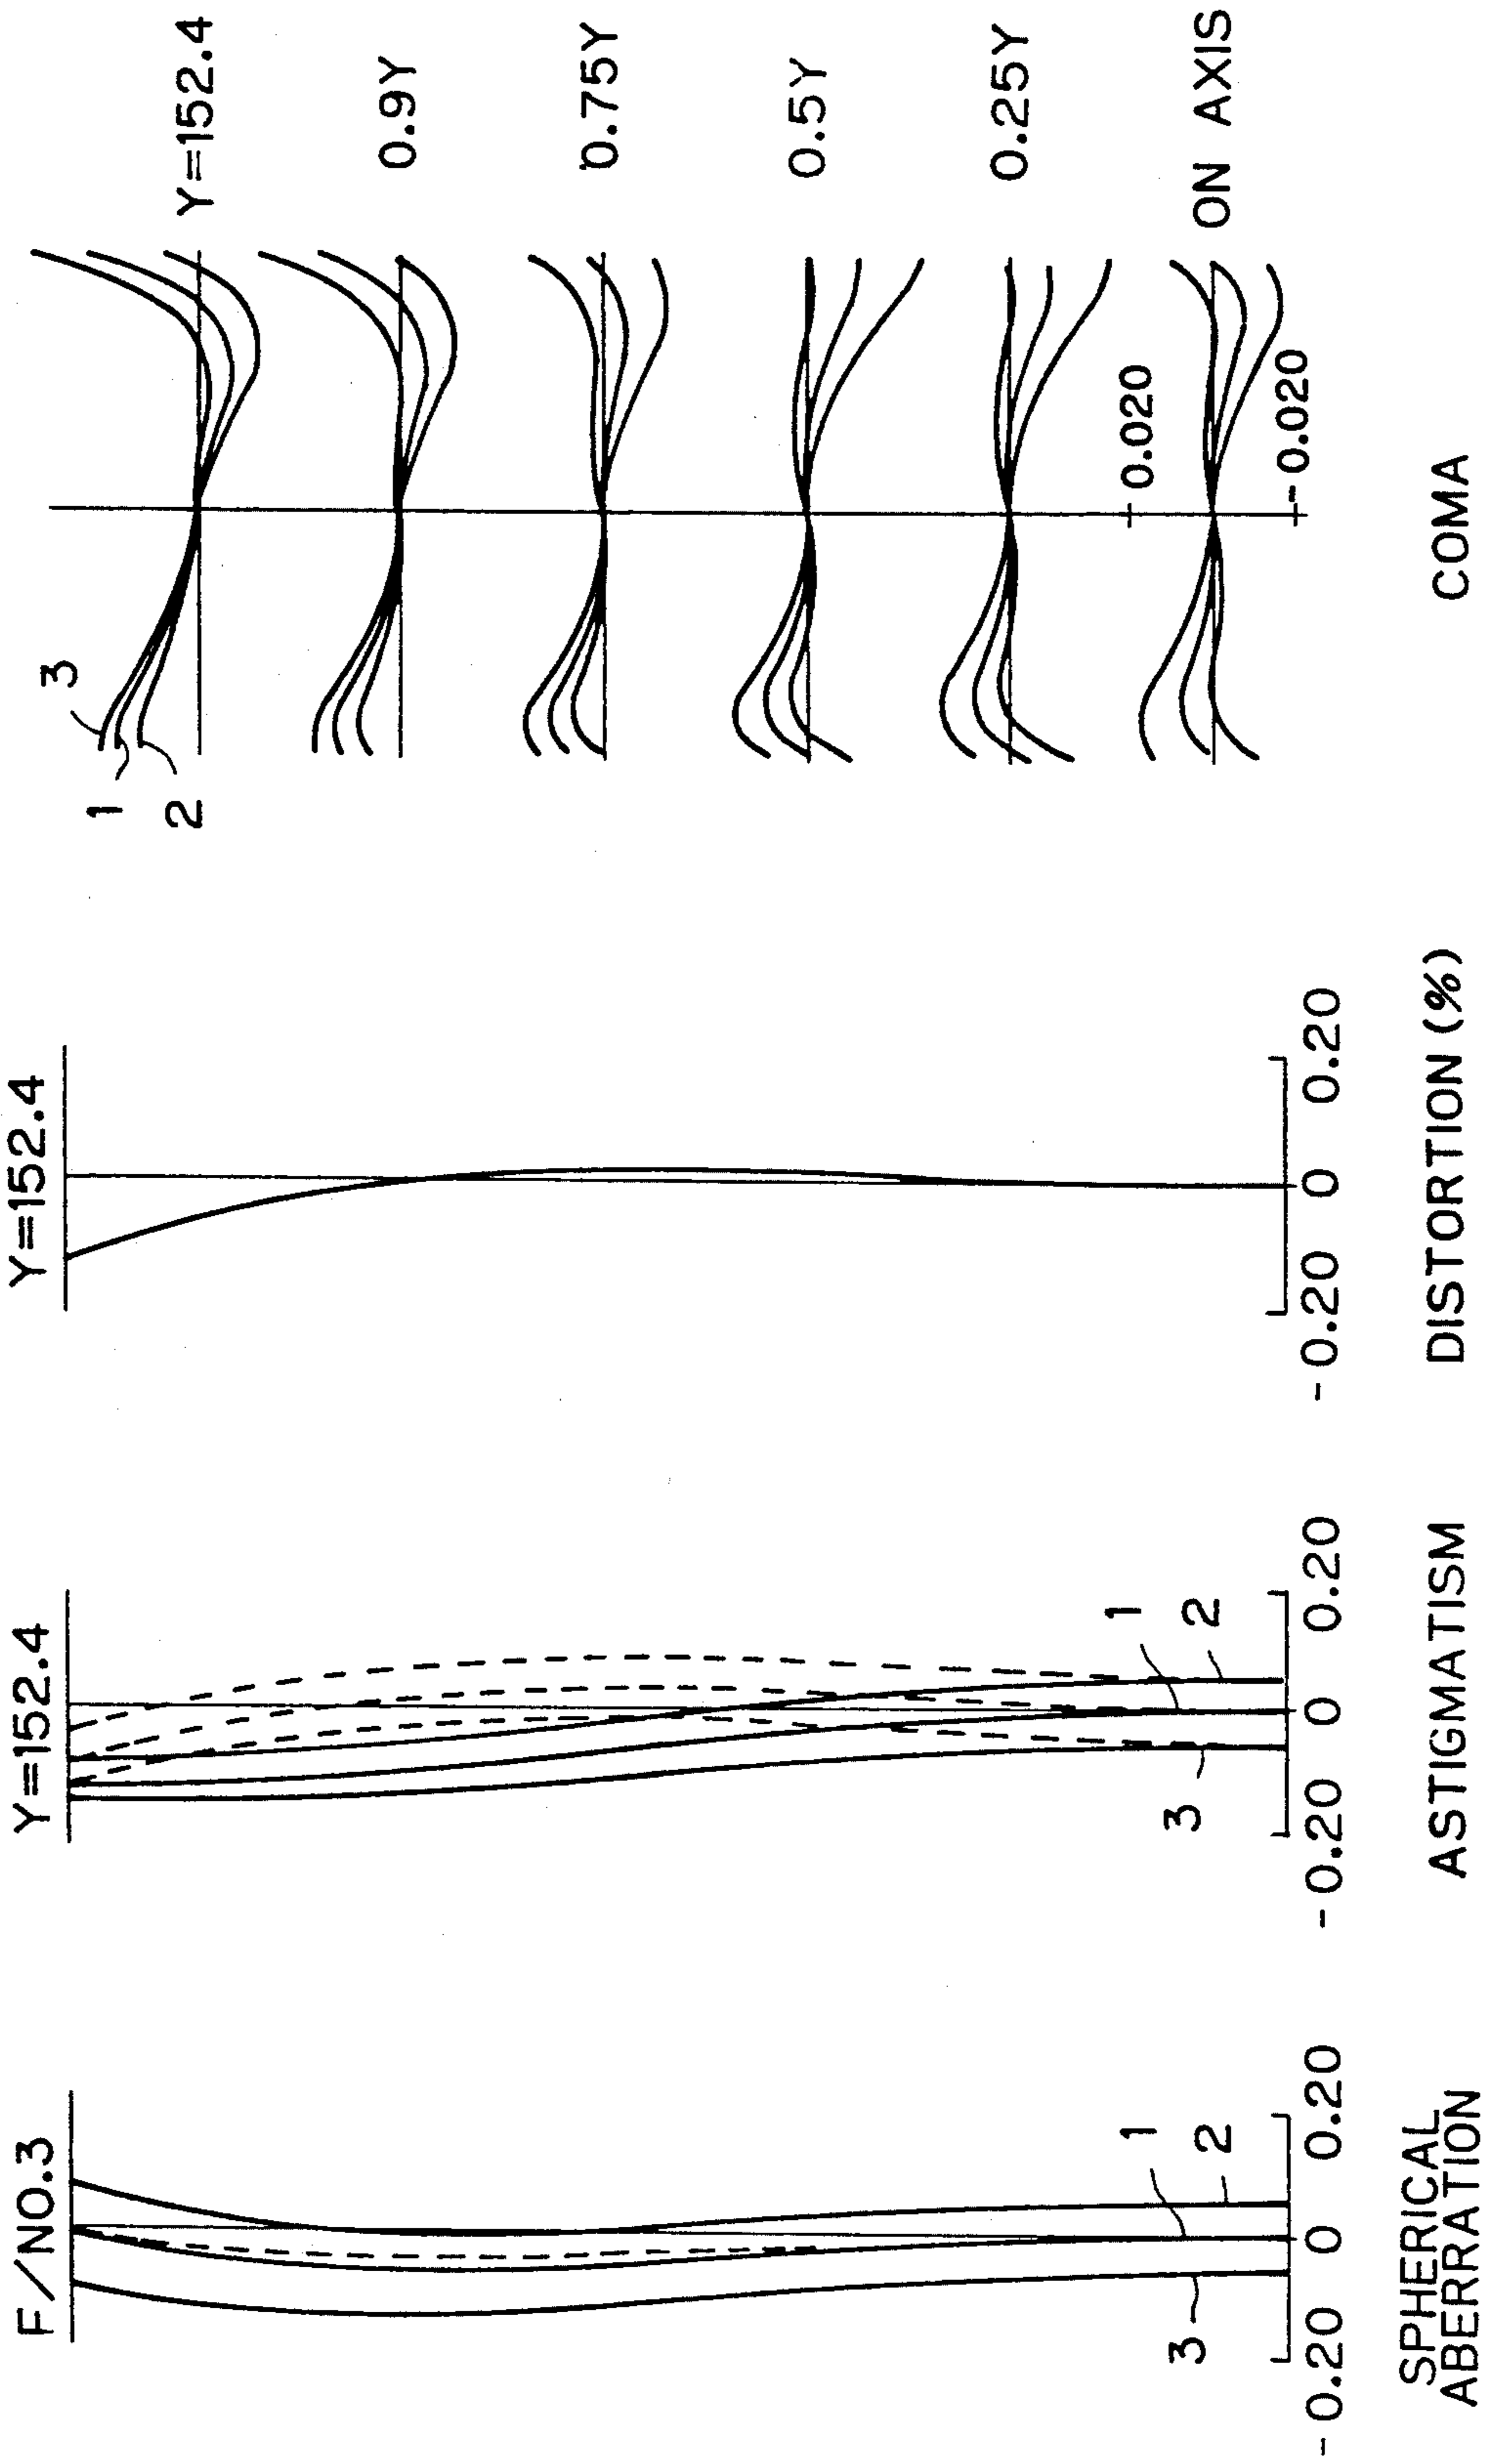 F/NO.3
1
2
3
-0.20 0 0.20
SPHERICAL
ABERRATION
Y=152.4
1
2
3
-0.20 0 0.20
ASTIGMATISM
Y=152.4
-0.20 0 0.20
DISTORTION (%)
3
1
2
Y=152.4
0.9Y
0.75Y
0.5Y
0.25Y
0.020
ON AXIS
-0.020
COMA